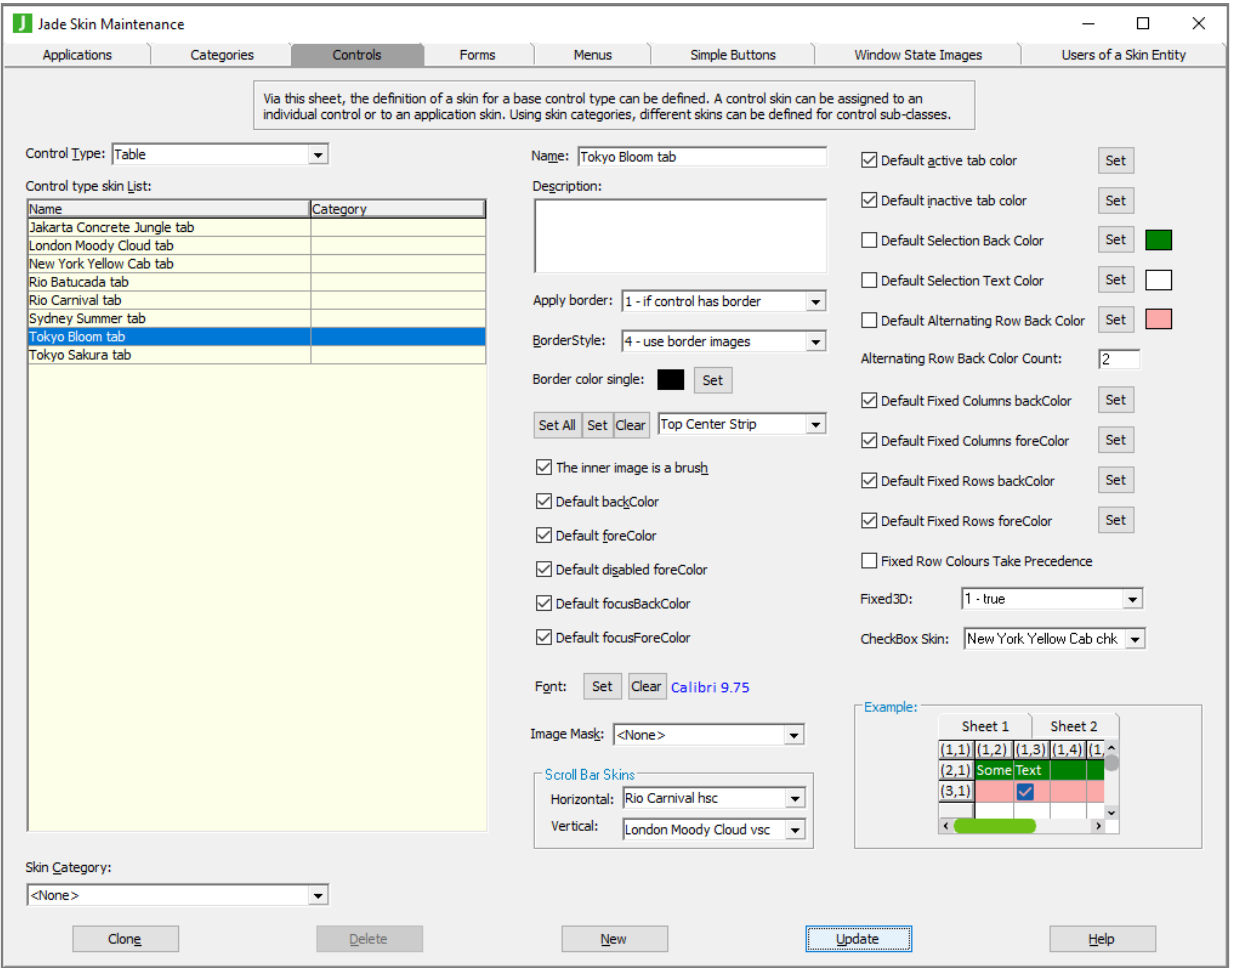 Jade Skin Maintenance
Applications
Categories
Controls
Forms
Menus
Simple Buttons
Window State Images
Users of a Skin Entity
Via this sheet, the definition of a skin for a base control type can be defined. A control skin can be assigned to an
individual control or to an application skin. Using skin categories, different skins can be defined for control sub-classes.
Control Type: Table
Control type skin List:
Name Category
Jakarta Concrete Jungle tab
London Moody Cloud tab
New York Yellow Cab tab
Rio Batucada tab
Rio Carnival tab
Sydney Summer tab
Tokyo Bloom tab
Tokyo Sakura tab
Skin Category:
<None>
Name: Tokyo Bloom tab
Description:
Apply border: 1 - if control has border
BorderStyle: 4 - use border images
Border color single: Set
Set All Set Clear Top Center Strip
The inner image is a brush
Default backColor
Default foreColor
Default disabled foreColor
Default focusBackColor
Default focusForeColor
Font: Set Clear Calibri 9.75
Image Mask: <None>
Scroll Bar Skins
Horizontal: Rio Carnival hsc
Vertical: London Moody Cloud vsc
Default active tab color Set
Default inactive tab color Set
Default Selection Back Color Set
Default Selection Text Color Set
Default Alternating Row Back Color Set
Alternating Row Back Color Count: 2
Default Fixed Columns backColor Set
Default Fixed Columns foreColor Set
Default Fixed Rows backColor Set
Default Fixed Rows foreColor Set
Fixed Row Colours Take Precedence
Fixed3D: 1 - true
CheckBox Skin: New York Yellow Cab chk
Example:
Sheet 1 Sheet 2
(1,1) (1,2) (1,3) (1,4) (1,
(2,1) Some Text
(3,1)
Clone
Delete
New
Update
Help